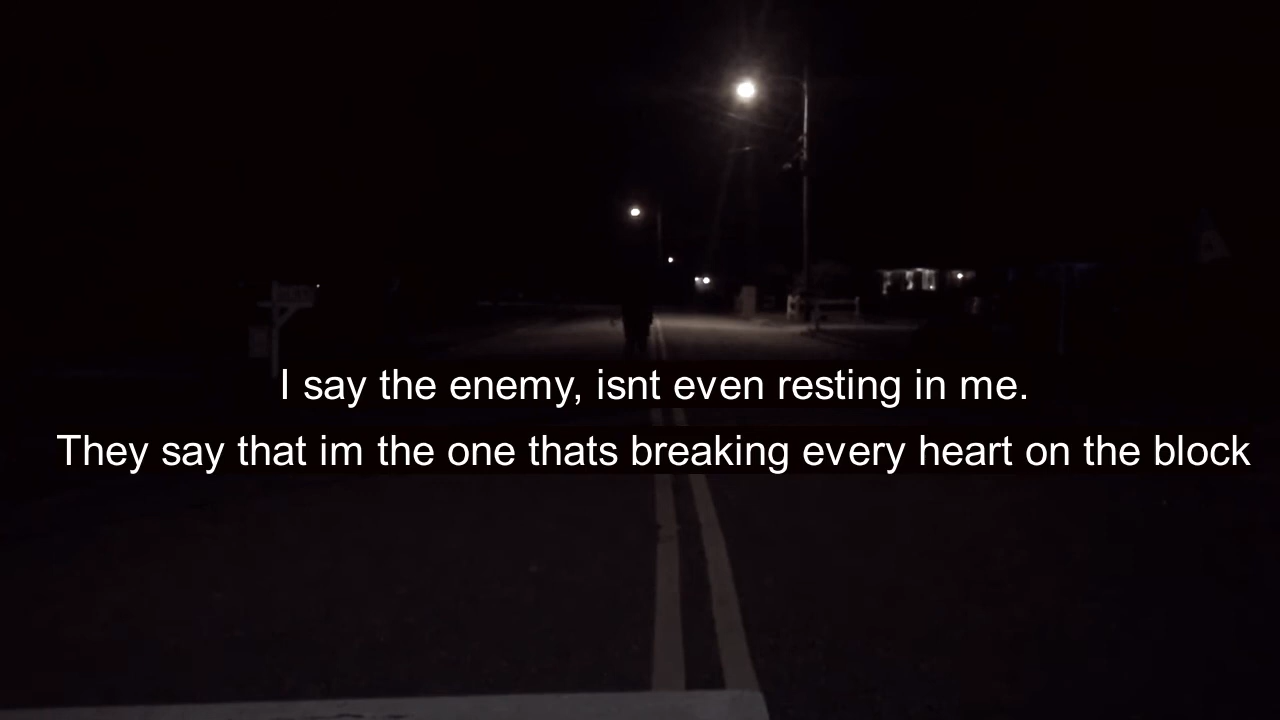 I say the enemy, isnt even resting in me.
They say that im the one thats breaking every heart on the block